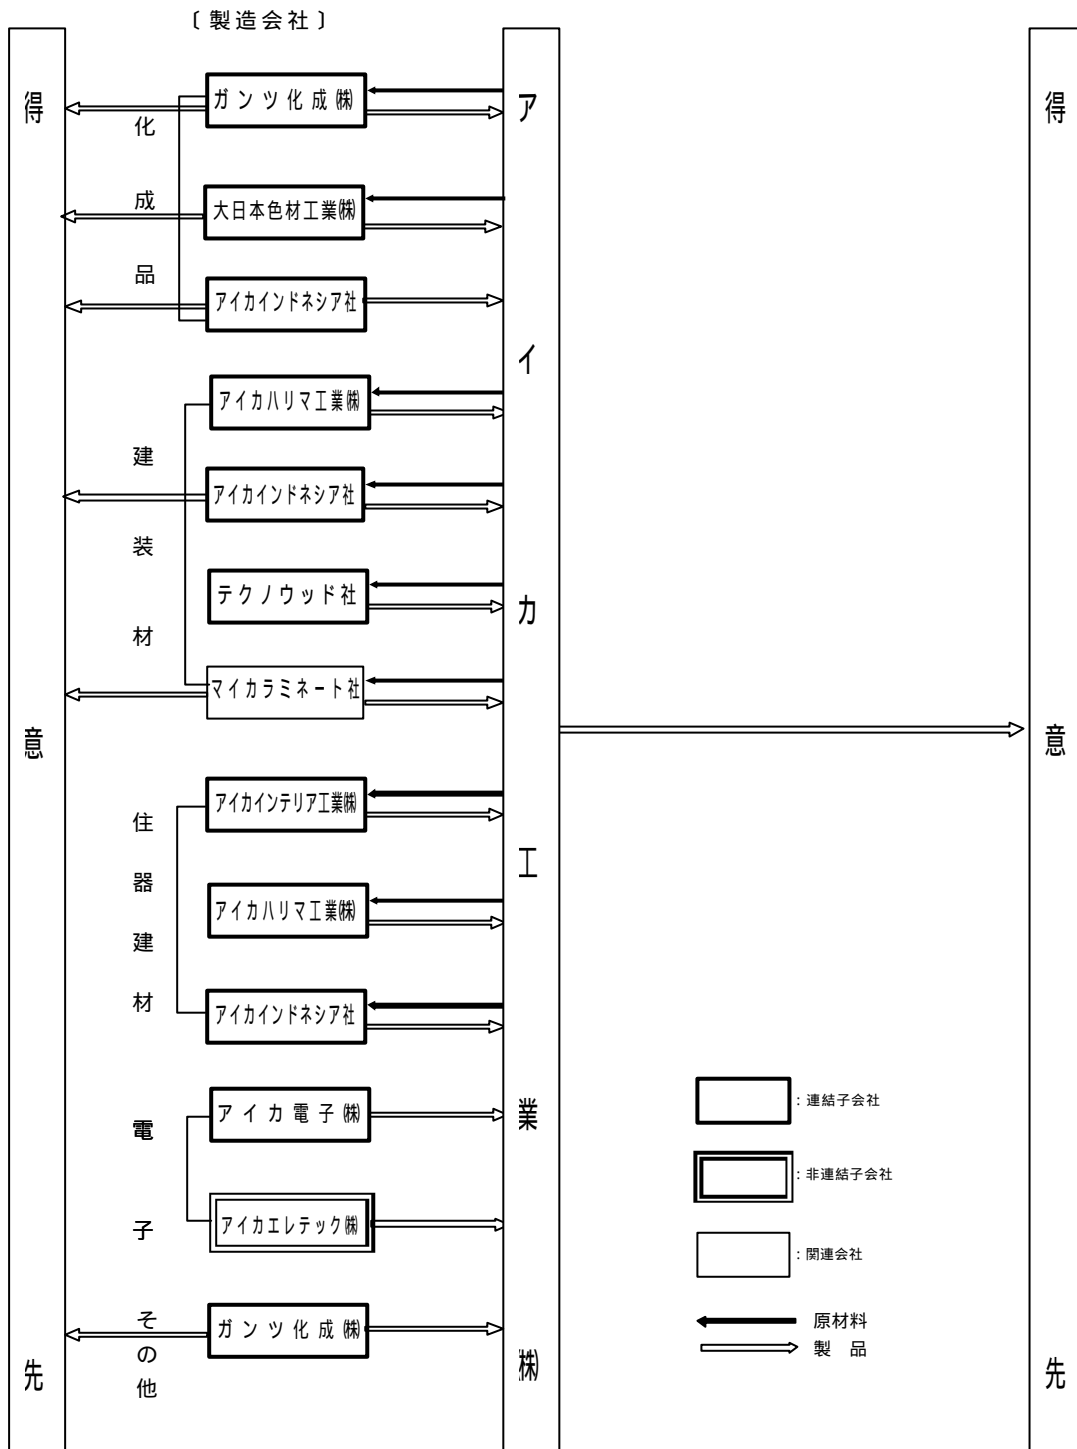 〔製造会社〕
得意先
化成品
ガンツ化成(株)
大日本色材工業(株)
アイカインドネシア社
建装材
アイカハリマ工業(株)
アイカインドネシア社
テクノウッド社
マイカラミネート社
住器建材
アイカインテリア工業(株)
アイカハリマ工業(株)
アイカインドネシア社
電子
アイカ電子(株)
アイカエレテック(株)
その他
ガンツ化成(株)
アイカ工業(株)
得意先
：連結子会社
：非連結子会社
：関連会社
原材料
製品